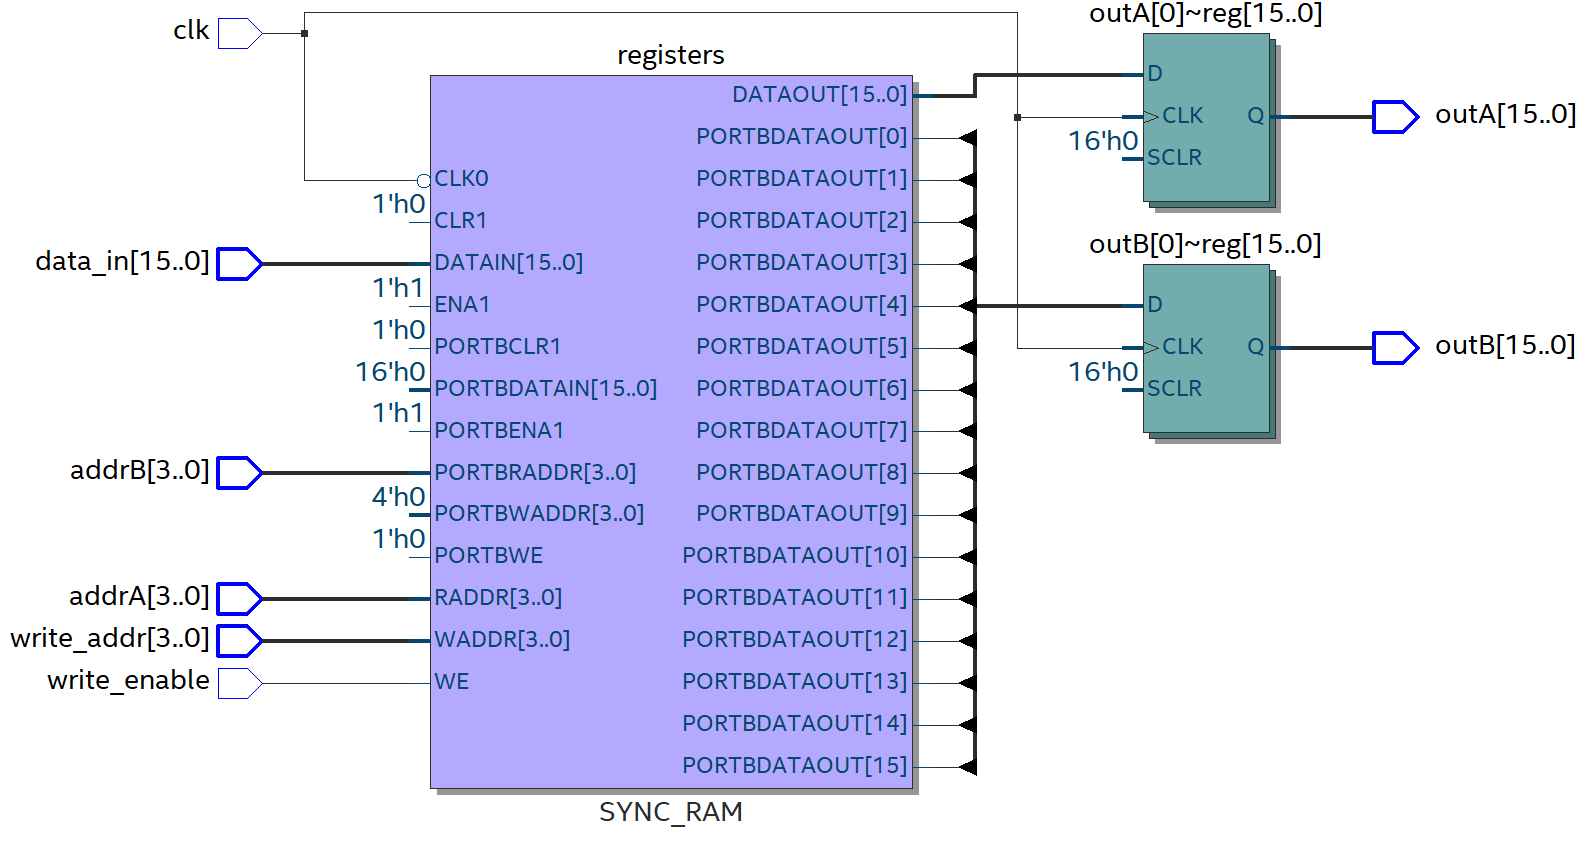 clk
registers
outA[0]~reg[15..0]
DATAOUT[15..0]
D
PORTBDATAOUT[0]
CLK
Q
outA[15..0]
16'h0
SCLR
CLK0
PORTBDATAOUT[1]
1'h0
CLR1
PORTBDATAOUT[2]
outB[0]~reg[15..0]
data_in[15..0]
DATAIN[15..0]
PORTBDATAOUT[3]
1'h1
ENA1
PORTBDATAOUT[4]
D
1'h0
PORTBCLR1
PORTBDATAOUT[5]
CLK
Q
outB[15..0]
16'h0
16'h0
PORTBDATAIN[15..0]
PORTBDATAOUT[6]
SCLR
1'h1
PORTBENA1
PORTBDATAOUT[7]
addrB[3..0]
PORTBRADDR[3..0]
PORTBDATAOUT[8]
4'h0
PORTBWADDR[3..0]
PORTBDATAOUT[9]
1'h0
PORTBWE
PORTBDATAOUT[10]
addrA[3..0]
RADDR[3..0]
PORTBDATAOUT[11]
write_addr[3..0]
WADDR[3..0]
PORTBDATAOUT[12]
write_enable
WE
PORTBDATAOUT[13]
PORTBDATAOUT[14]
PORTBDATAOUT[15]
SYNC_RAM